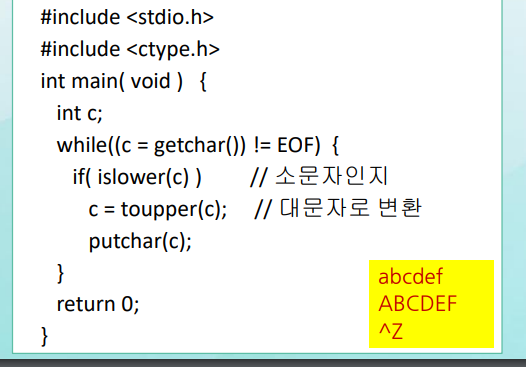 #include <stdio.h>
#include <ctype.h>
int main( void ) {
int c;
while((c = getchar()) != EOF) {
if( islower(c) ) // 소문자인지
c = toupper(c); // 대문자로 변환
putchar(c);
}
return 0;
}
abcdef
ABCDEF
^Z